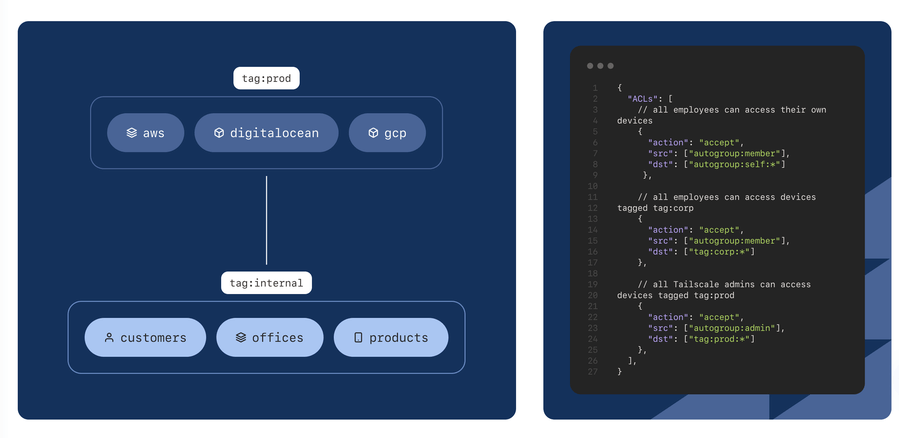 tag:prod
aws
digitalocean
gcp
tag:internal
customers
offices
products
1 {
2 "ACLs": [
3 // all employees can access their own
4 devices
5 {
6 "action": "accept",
7 "src": ["autogroup:member"],
8 "dst": ["autogroup:self:*"]
9 },
10
11 // all employees can access devices
12 tagged tag:corp
13 {
14 "action": "accept",
15 "src": ["autogroup:member"],
16 "dst": ["tag:corp:*"]
17 },
18
19 // all Tailscale admins can access
20 devices tagged tag:prod
21 {
22 "action": "accept",
23 "src": ["autogroup:admin"],
24 "dst": ["tag:prod:*"]
25 },
26 ],
27 }